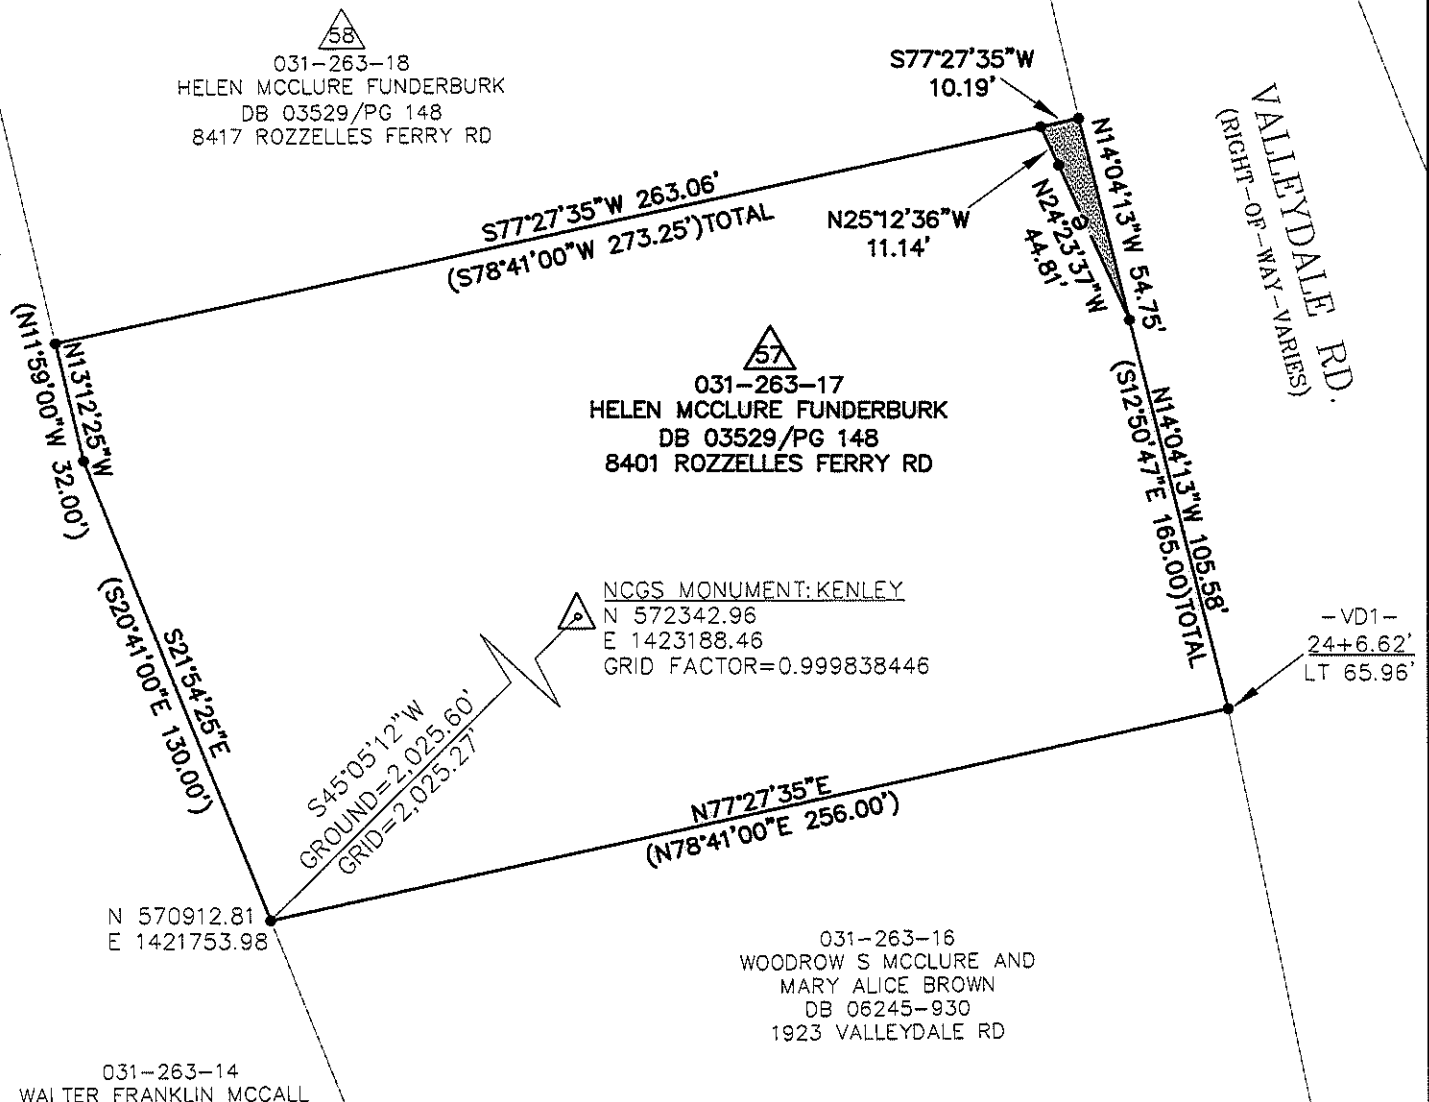 58
031-263-18
HELEN MCCLURE FUNDERBURK
DB 03529/PG 148
8417 ROZZELLES FERRY RD
S77°27'35"W
10.19'
VALLEYDALE RD.
(RIGHT-OF-WAY-VARIES)
N14°04'13"W 54.75'
S77°27'35"W 263.06'
(S78°41'00"W 273.25')TOTAL
N25°12'36"W
11.14'
N24°23'37"W
44.81'
(N11°59'00"W 32.00')
N13°12'25"W
57
031-263-17
HELEN MCCLURE FUNDERBURK
DB 03529/PG 148
8401 ROZZELLES FERRY RD
N14°04'13"W 105.58'
(S12°50'47"E 165.00)TOTAL
S21°54'25"E
(S20°41'00"E 130.00')
NCGS MONUMENT: KENLEY
N 572342.96
E 1423188.46
GRID FACTOR=0.999838446
-VD1-
24+6.62'
LT 65.96'
S45°05'12"W
GROUND=2,025.60'
GRID=2,025.27'
N77°27'35"E
(N78°41'00"E 256.00')
N 570912.81
E 1421753.98
031-263-16
WOODROW S MCCLURE AND
MARY ALICE BROWN
DB 06245-930
1923 VALLEYDALE RD
031-263-14
WALTER FRANKLIN MCCALL